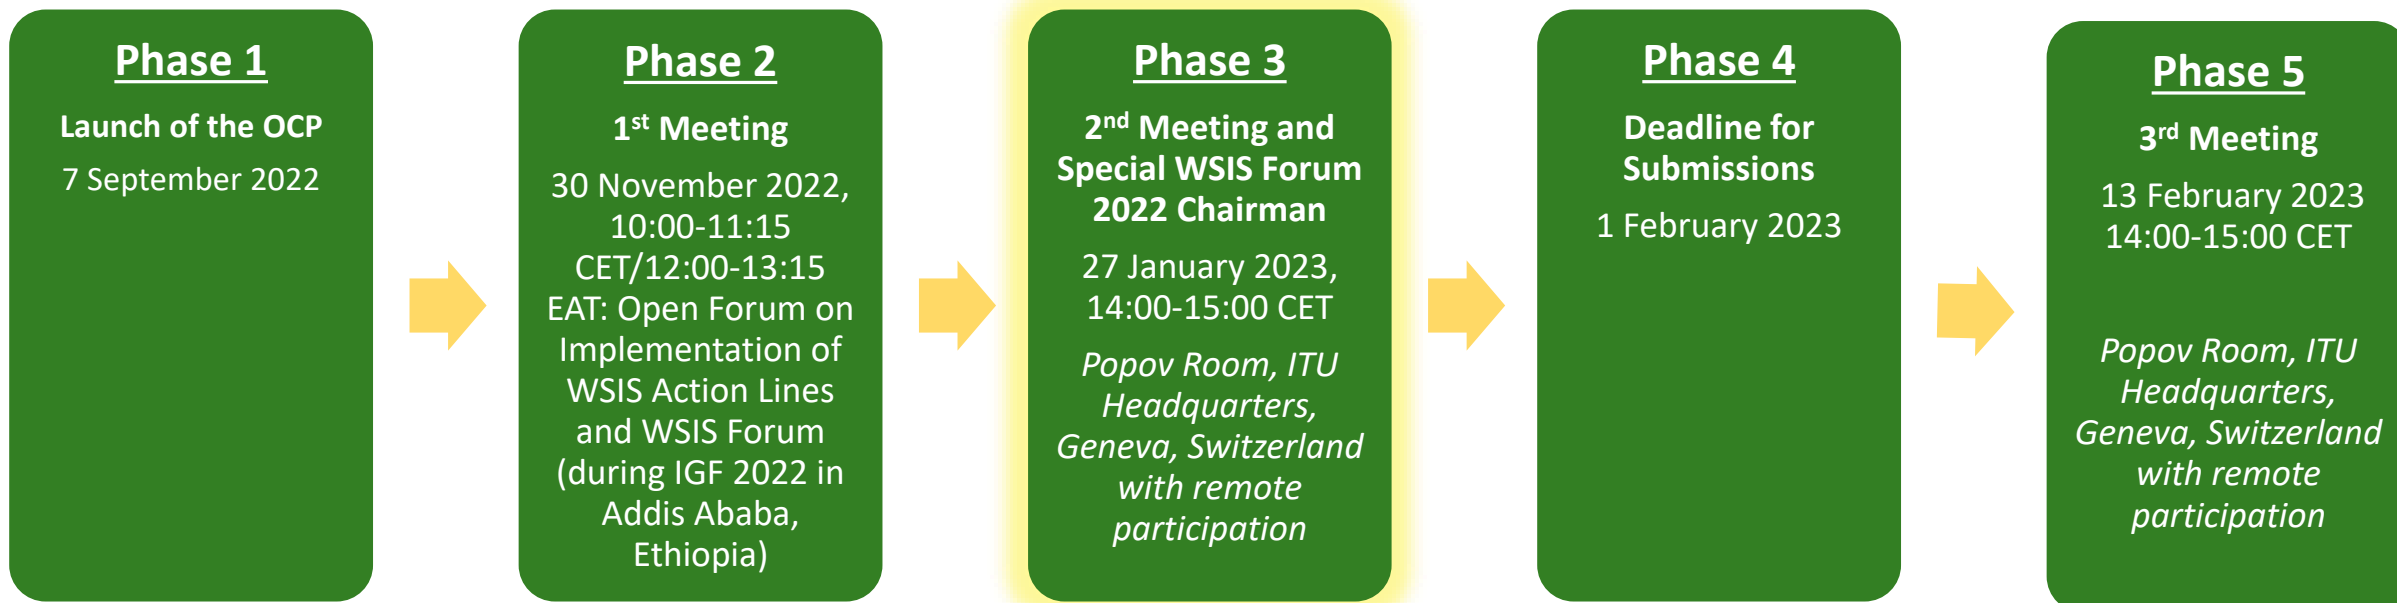 Phase 1
Launch of the OCP
7 September 2022
Phase 2
1st Meeting
30 November 2022,
10:00-11:15
CET/12:00-13:15
EAT: Open Forum on
Implementation of
WSIS Action Lines
and WSIS Forum
(during IGF 2022 in
Addis Ababa,
Ethiopia)
Phase 3
2nd Meeting and
Special WSIS Forum
2022 Chairman
27 January 2023,
14:00-15:00 CET
Popov Room, ITU
Headquarters,
Geneva, Switzerland
with remote
participation
Phase 4
Deadline for
Submissions
1 February 2023
Phase 5
3rd Meeting
13 February 2023
14:00-15:00 CET
Popov Room, ITU
Headquarters,
Geneva, Switzerland
with remote
participation